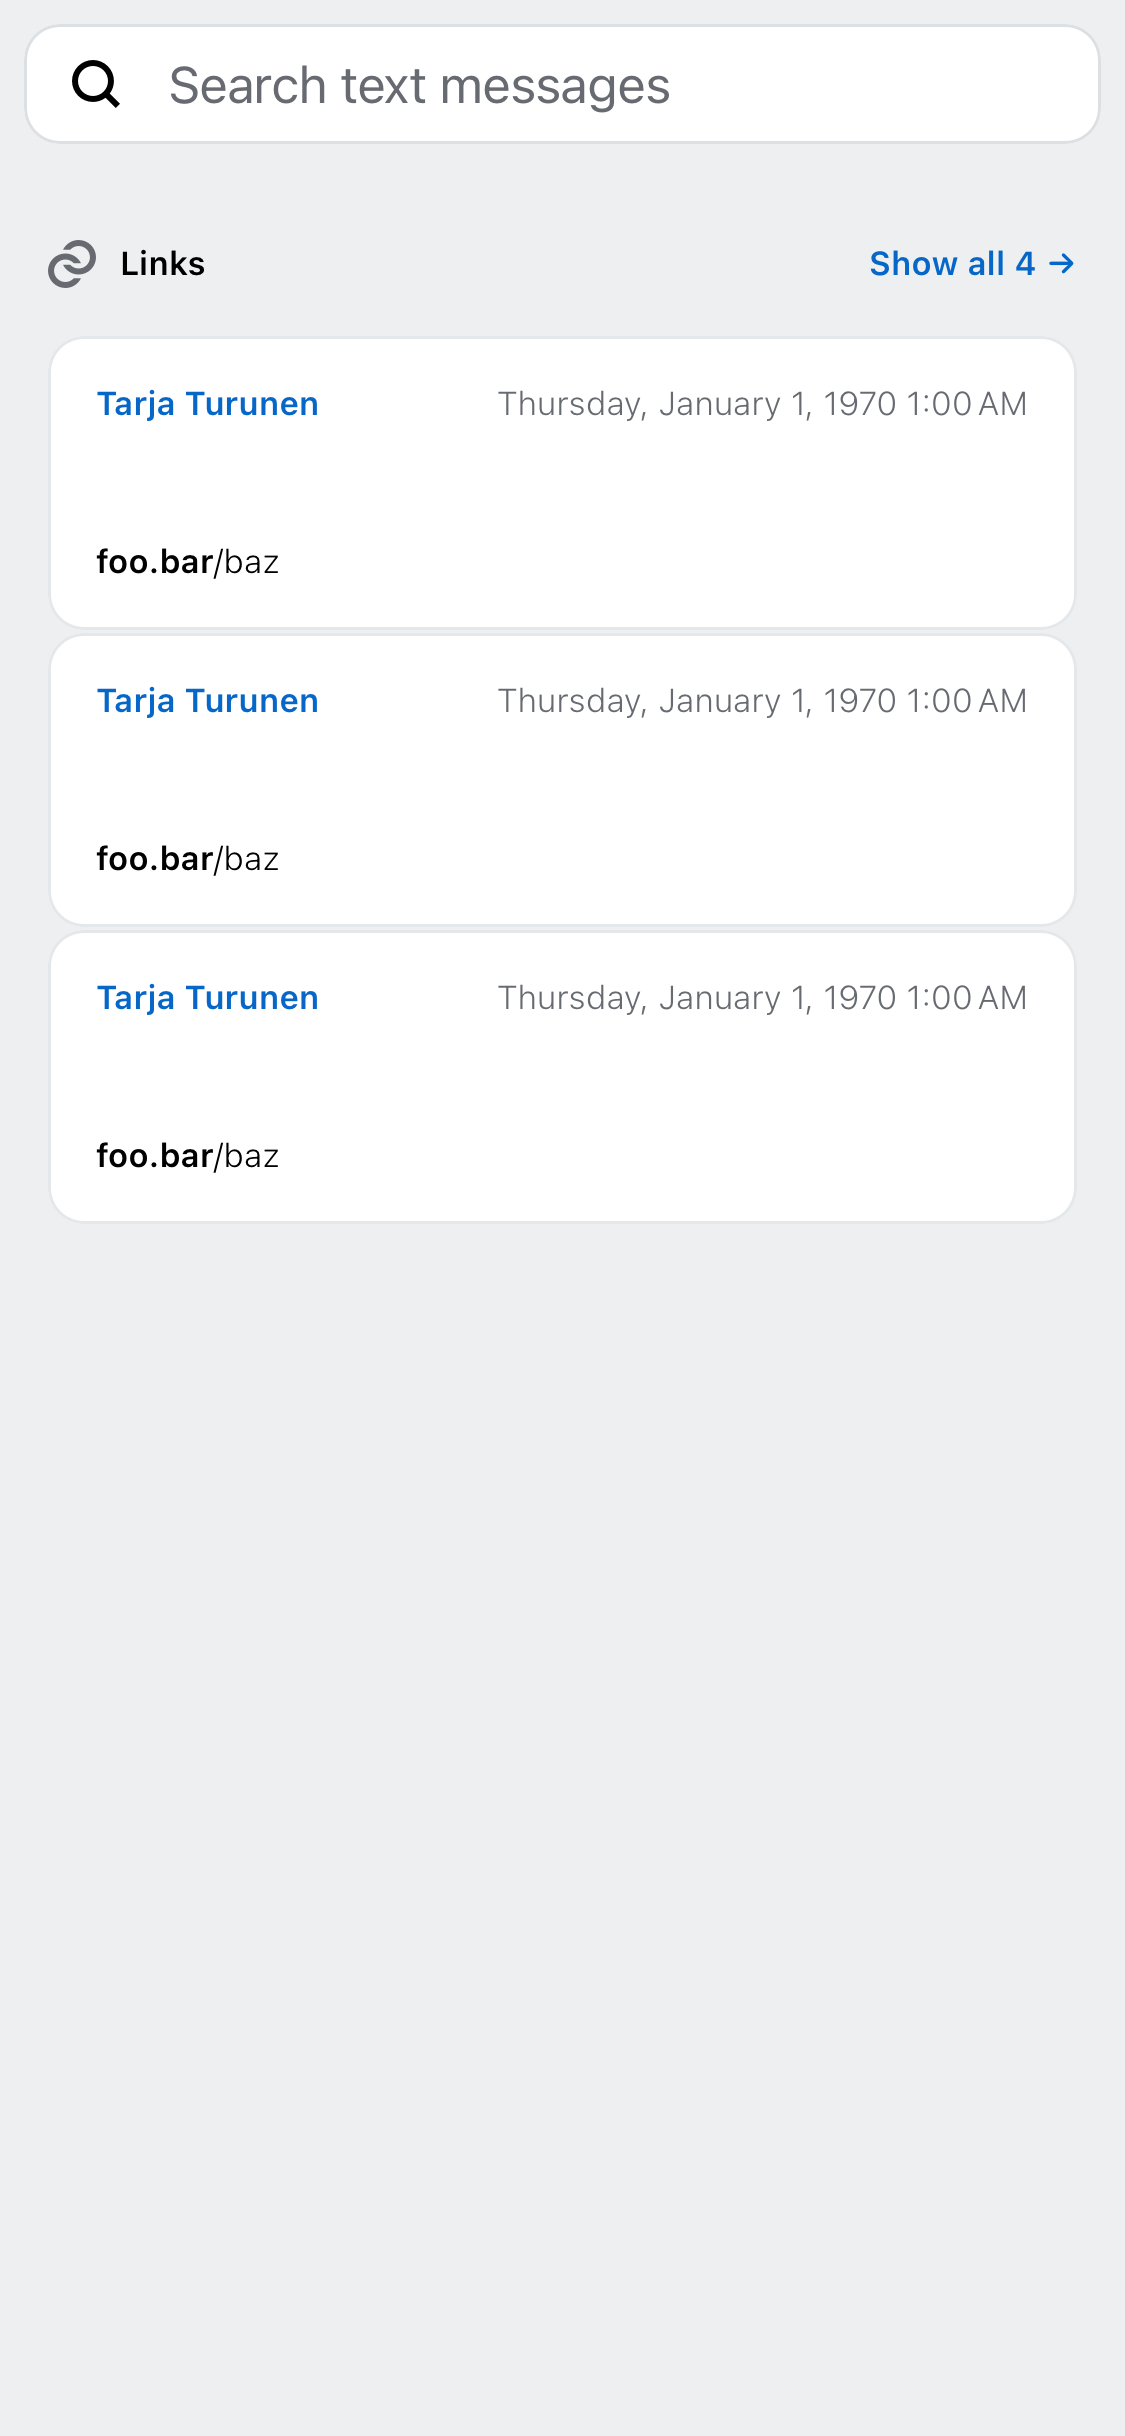 Search text messages
Links
Show all 4 →
Tarja Turunen Thursday, January 1, 1970 1:00 AM
foo.bar/baz
Tarja Turunen Thursday, January 1, 1970 1:00 AM
foo.bar/baz
Tarja Turunen Thursday, January 1, 1970 1:00 AM
foo.bar/baz